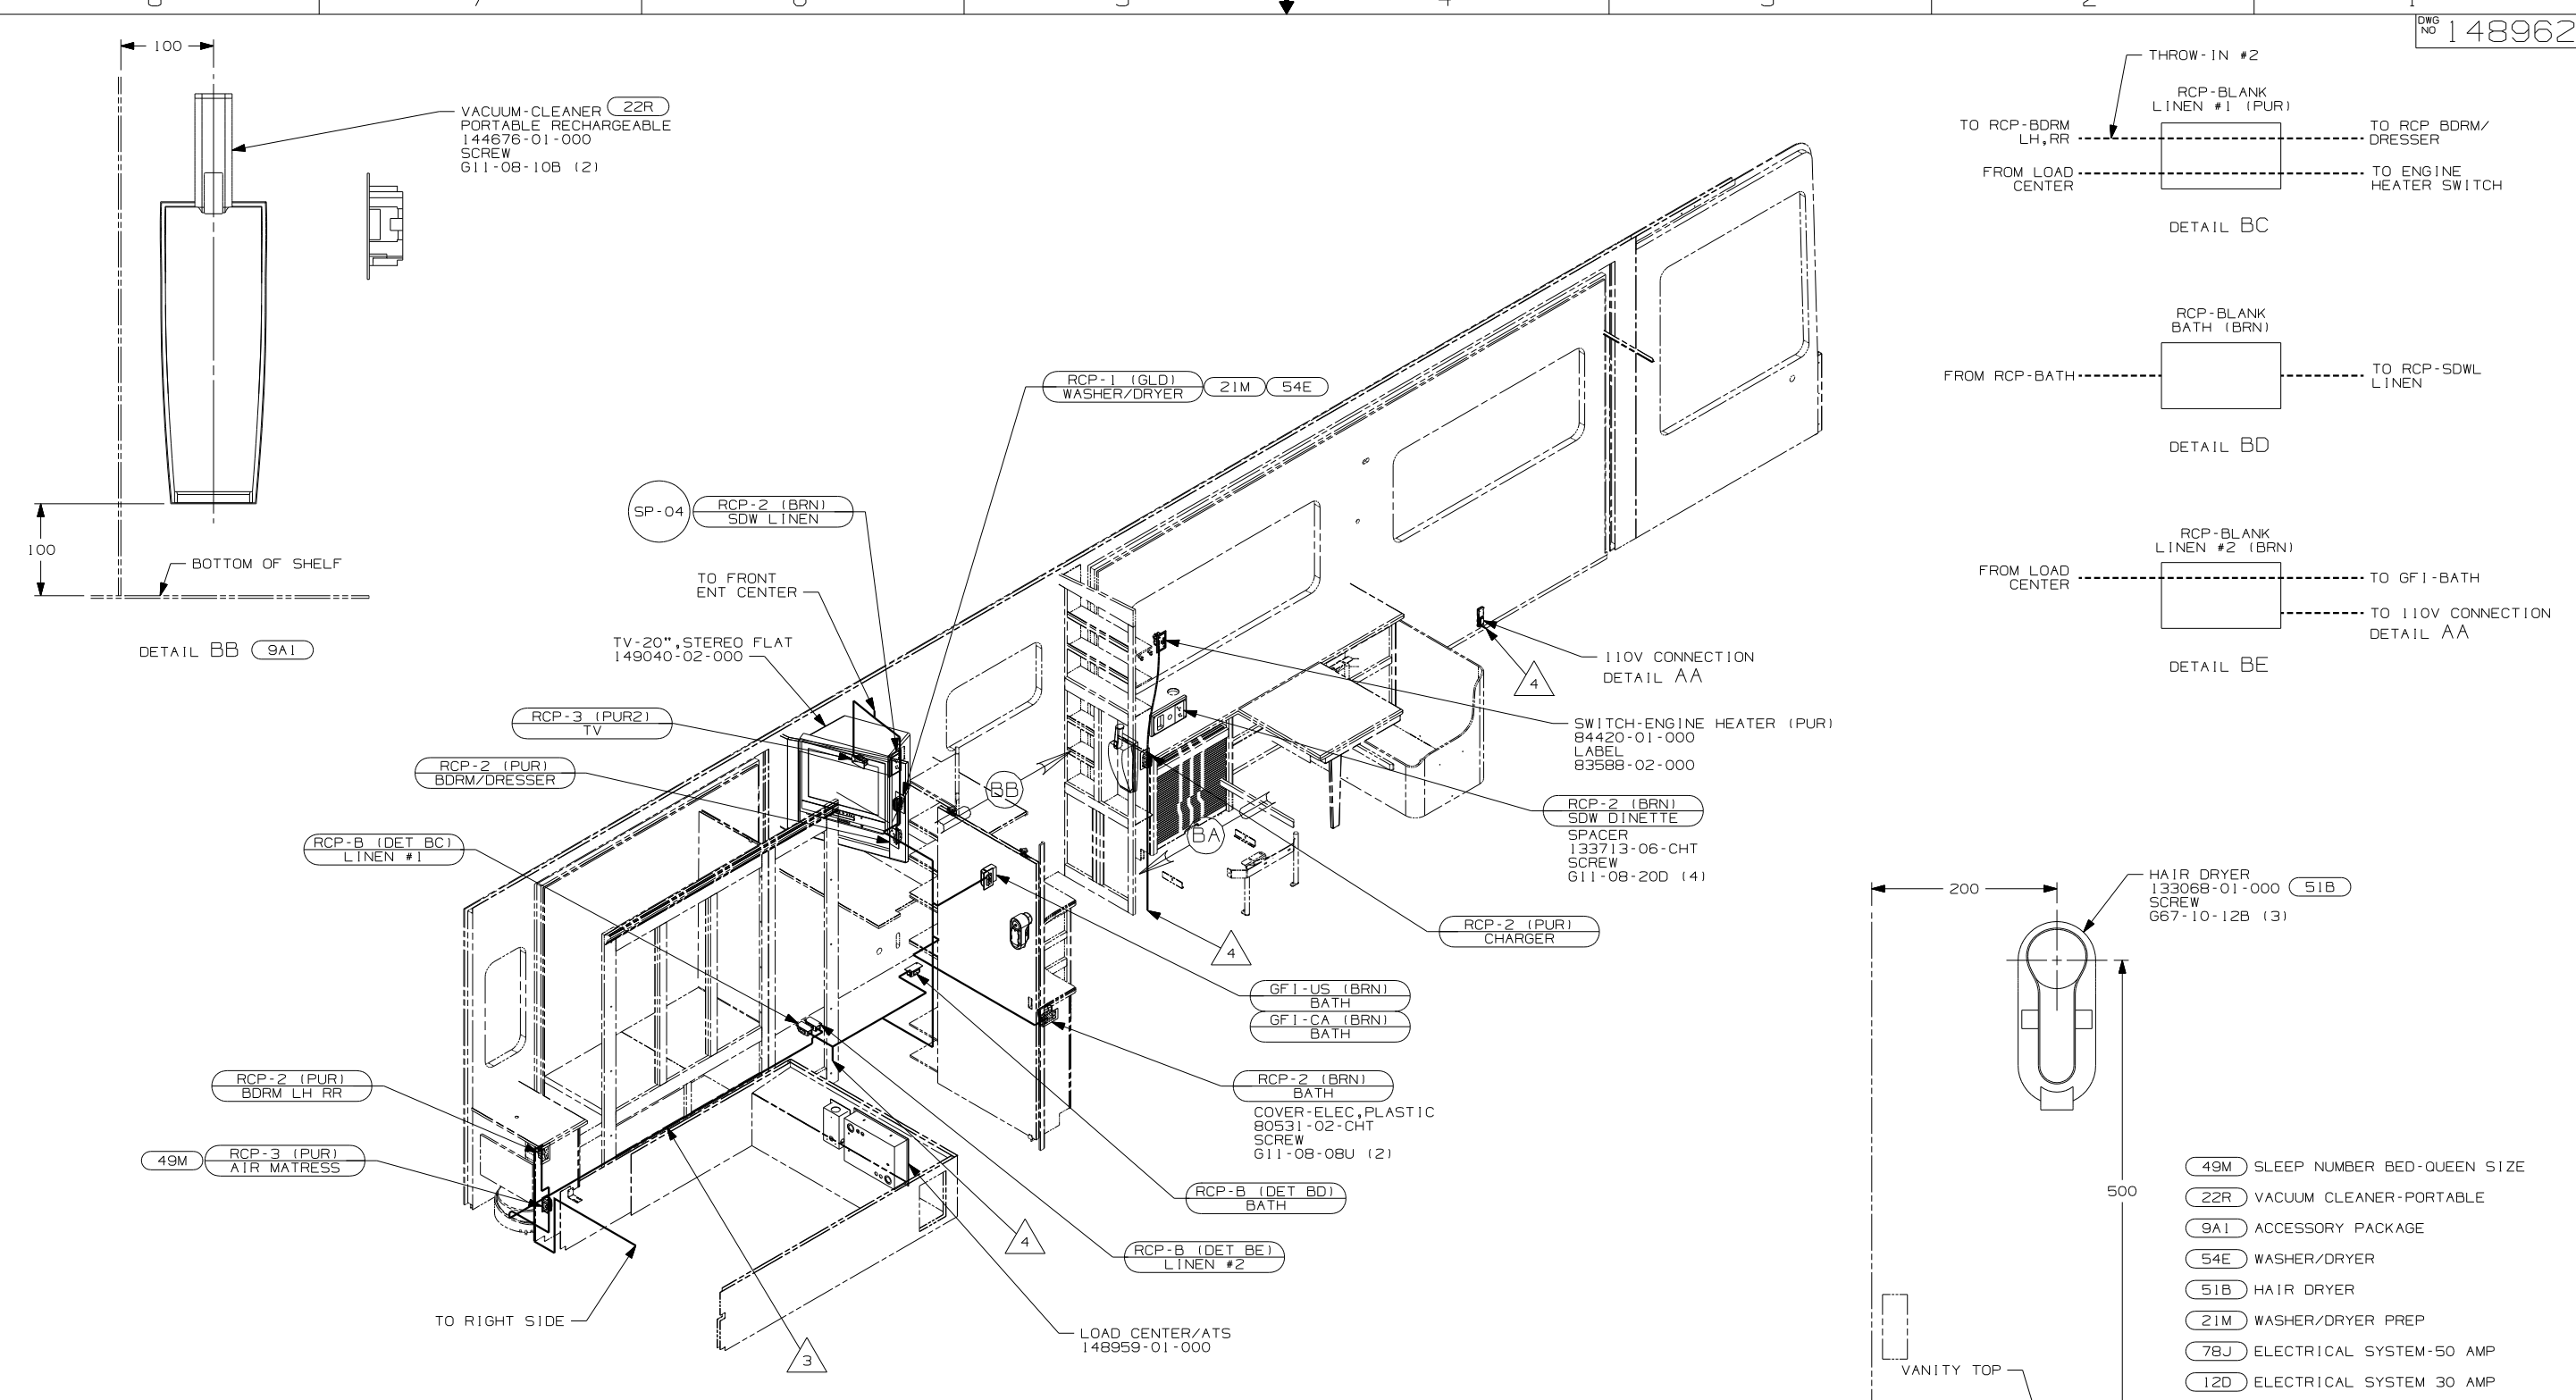 DWG NO 148962
100
VACUUM-CLEANER 22R
PORTABLE RECHARGEABLE
144676-01-000
SCREW
G11-08-10B (2)
100
BOTTOM OF SHELF
DETAIL BB 9A1
THROW-IN #2
RCP-BLANK
LINEN #1 (PUR)
TO RCP-BDRM
LH,RR
TO RCP BDRM/
DRESSER
FROM LOAD
CENTER
TO ENGINE
HEATER SWITCH
DETAIL BC
RCP-BLANK
BATH (BRN)
FROM RCP-BATH
TO RCP-SDWL
LINEN
DETAIL BD
RCP-BLANK
LINEN #2 (BRN)
FROM LOAD
CENTER
TO GFI-BATH
TO 110V CONNECTION
DETAIL AA
DETAIL BE
RCP-1 (GLD)
WASHER/DRYER
21M 54E
SP-04
RCP-2 (BRN)
SDW LINEN
TO FRONT
ENT CENTER
TV-20",STEREO FLAT
149040-02-000
RCP-3 (PUR2)
TV
RCP-2 (PUR)
BDRM/DRESSER
RCP-B (DET BC)
LINEN #1
RCP-2 (PUR)
BDRM LH RR
49M
RCP-3 (PUR)
AIR MATRESS
TO RIGHT SIDE
BB
BA
110V CONNECTION
DETAIL AA
4
SWITCH-ENGINE HEATER (PUR)
84420-01-000
LABEL
83588-02-000
RCP-2 (BRN)
SDW DINETTE
SPACER
133713-06-CHT
SCREW
G11-08-20D (4)
RCP-2 (PUR)
CHARGER
4
GFI-US (BRN)
BATH
GFI-CA (BRN)
BATH
RCP-2 (BRN)
BATH
COVER-ELEC,PLASTIC
80531-02-CHT
SCREW
G11-08-08U (2)
RCP-B (DET BD)
BATH
4
RCP-B (DET BE)
LINEN #2
LOAD CENTER/ATS
148959-01-000
3
200
HAIR DRYER
133068-01-000 51B
SCREW
G67-10-12B (3)
500
VANITY TOP
49M SLEEP NUMBER BED-QUEEN SIZE
22R VACUUM CLEANER-PORTABLE
9A1 ACCESSORY PACKAGE
54E WASHER/DRYER
51B HAIR DRYER
21M WASHER/DRYER PREP
78J ELECTRICAL SYSTEM-50 AMP
12D ELECTRICAL SYSTEM 30 AMP